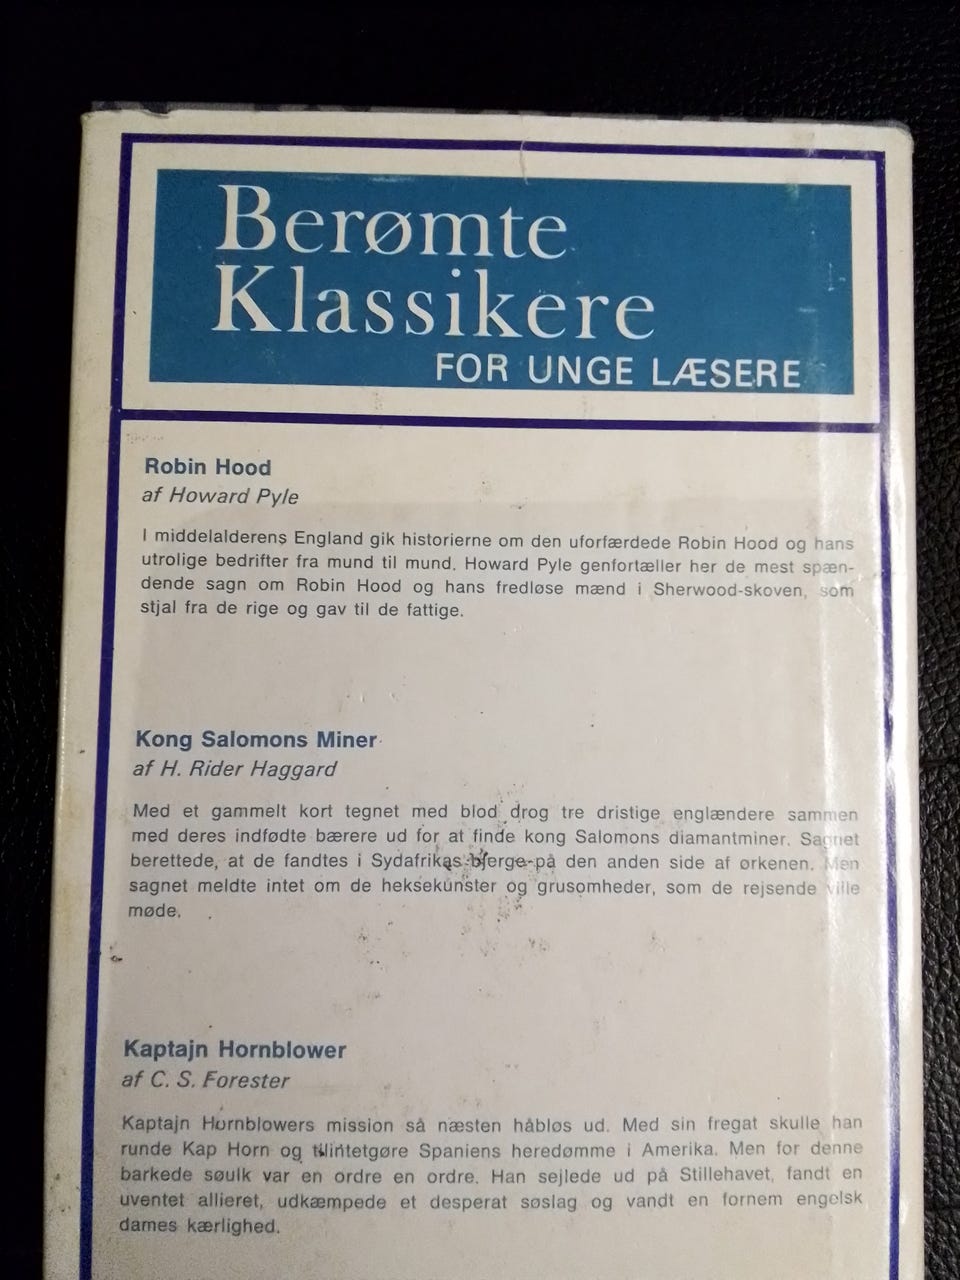 Berømte
Klassikere
FOR UNGE LÆSERE
Robin Hood
af Howard Pyle
I middelalderens England gik historierne om den uforfærdede Robin Hood og hans
utrolige bedrifter fra mund til mund. Howard Pyle genfortæller her de mest spæn-
dende sagn om Robin Hood og hans fredløse mænd i Sherwood-skoven, som
stjal fra de rige og gav til de fattige.
Kong Salomons Miner
af H. Rider Haggard
Med et gammelt kort tegnet med blod drog tre dristige englændere sammen
med deres indfødte bærere ud for at finde kong Salomons diamantminer. Sagnet
berettede, at de fandtes i Sydafrikas bjerge på den anden side af ørkenen. Men
sagnet meldte intet om de heksekunster og grusomheder, som de rejsende ville
møde.
Kaptajn Hornblower
af C. S. Forester
Kaptajn Hornblowers mission så næsten håbløs ud. Med sin fregat skulle han
runde Kap Horn og tilintetgøre Spaniens herredømme i Amerika. Men for denne
barkede søulk var en ordre en ordre. Han sejlede ud på Stillehavet, fandt en
uventet allieret, udkæmpede et desperat søslag og vandt en fornem engelsk
dames kærlighed.